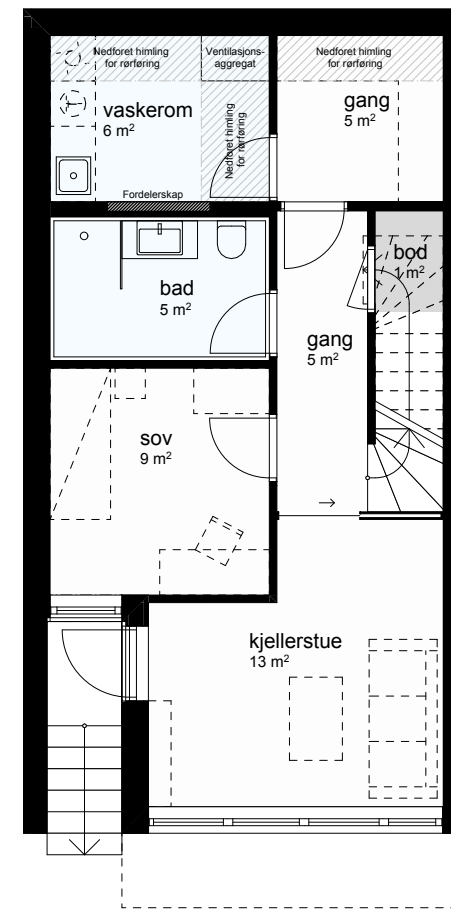 Nedforet himling
for rørføring
Ventilasjons-
aggregat
Nedforet himling
for rørføring
vaskerom
6 m²
Nedforet himling
for rørføring
gang
5 m²
Fordelerskap
bad
5 m²
bod
1 m²
gang
5 m²
sov
9 m²
kjellerstue
13 m²